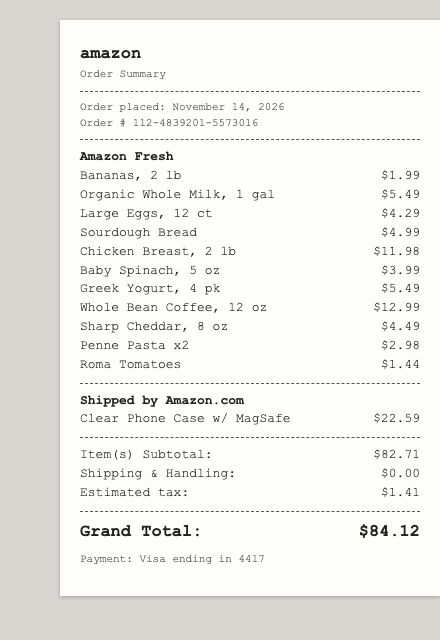 amazon
Order Summary
Order placed: November 14, 2026
Order # 112-4839201-5573016
Amazon Fresh
Bananas, 2 lb $1.99
Organic Whole Milk, 1 gal $5.49
Large Eggs, 12 ct $4.29
Sourdough Bread $4.99
Chicken Breast, 2 lb $11.98
Baby Spinach, 5 oz $3.99
Greek Yogurt, 4 pk $5.49
Whole Bean Coffee, 12 oz $12.99
Sharp Cheddar, 8 oz $4.49
Penne Pasta x2 $2.98
Roma Tomatoes $1.44
Shipped by Amazon.com
Clear Phone Case w/ MagSafe $22.59
Item(s) Subtotal: $82.71
Shipping & Handling: $0.00
Estimated tax: $1.41
Grand Total: $84.12
Payment: Visa ending in 4417